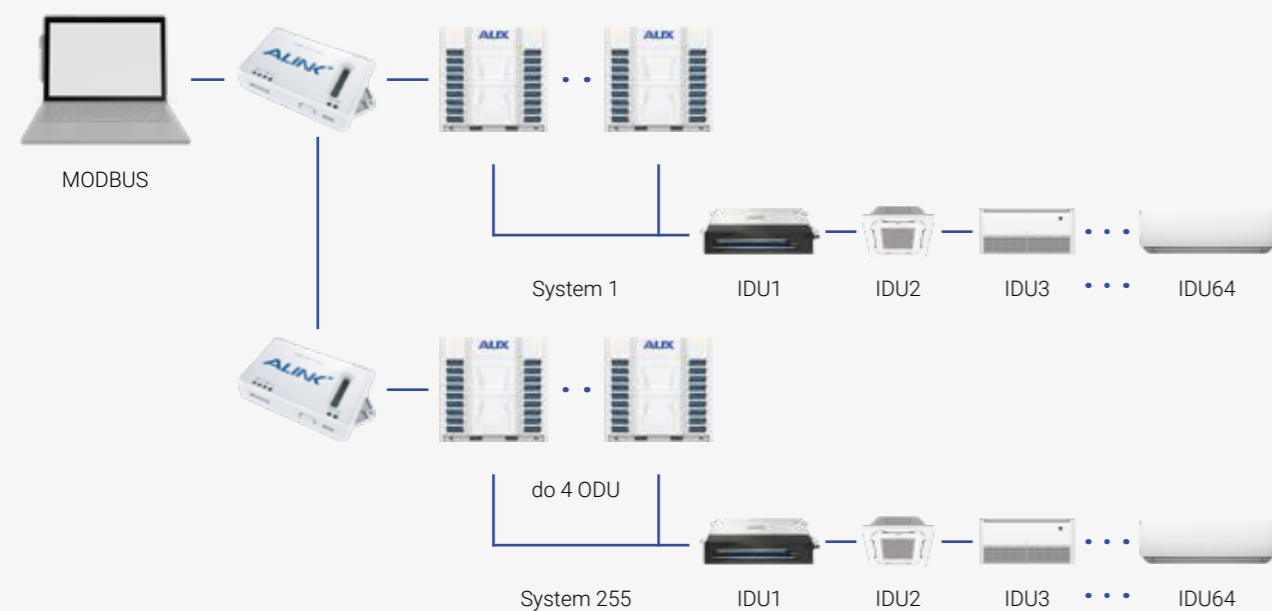 AUX AUX
ALINK
MODBUS
System 1 IDU1 IDU2 IDU3 IDU64
AUX AUX
ALINK
do 4 ODU
System 255 IDU1 IDU2 IDU3 IDU64